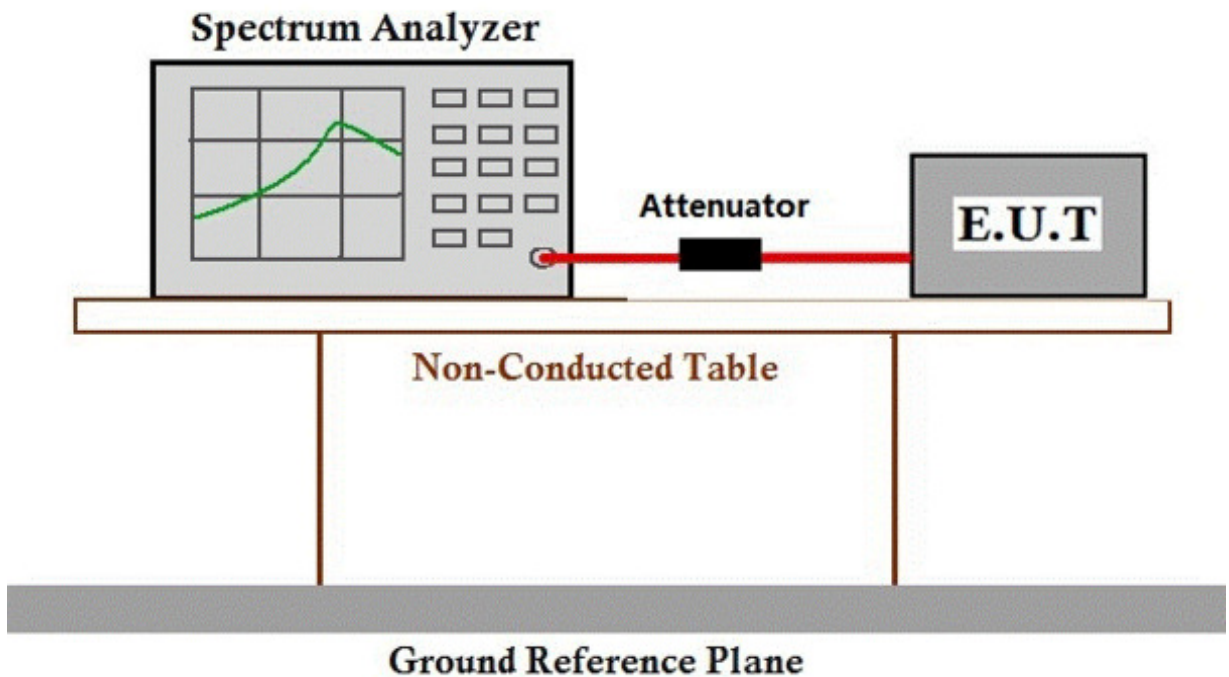 Spectrum Analyzer
Attenuator
E.U.T
Non-Conducted Table
Ground Reference Plane